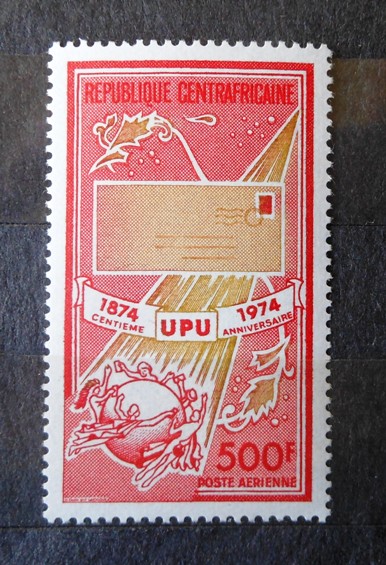 REPUBLIQUE CENTRAFRICAINE
1874 1974
CENTIEME UPU ANNIVERSAIRE
500F
POSTE AERIENNE